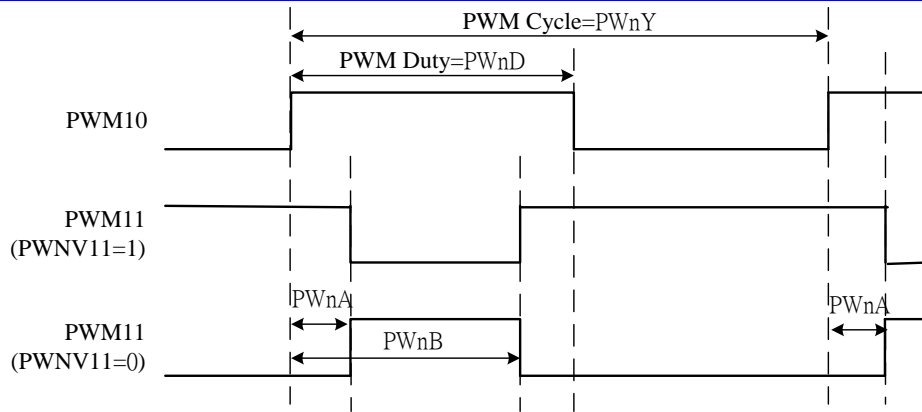 PWM Cycle=PWnY
PWM Duty=PWnD
PWM10
PWM11
(PWNV11=1)
PWnA
PWnA
PWM11
(PWNV11=0)
PWnB